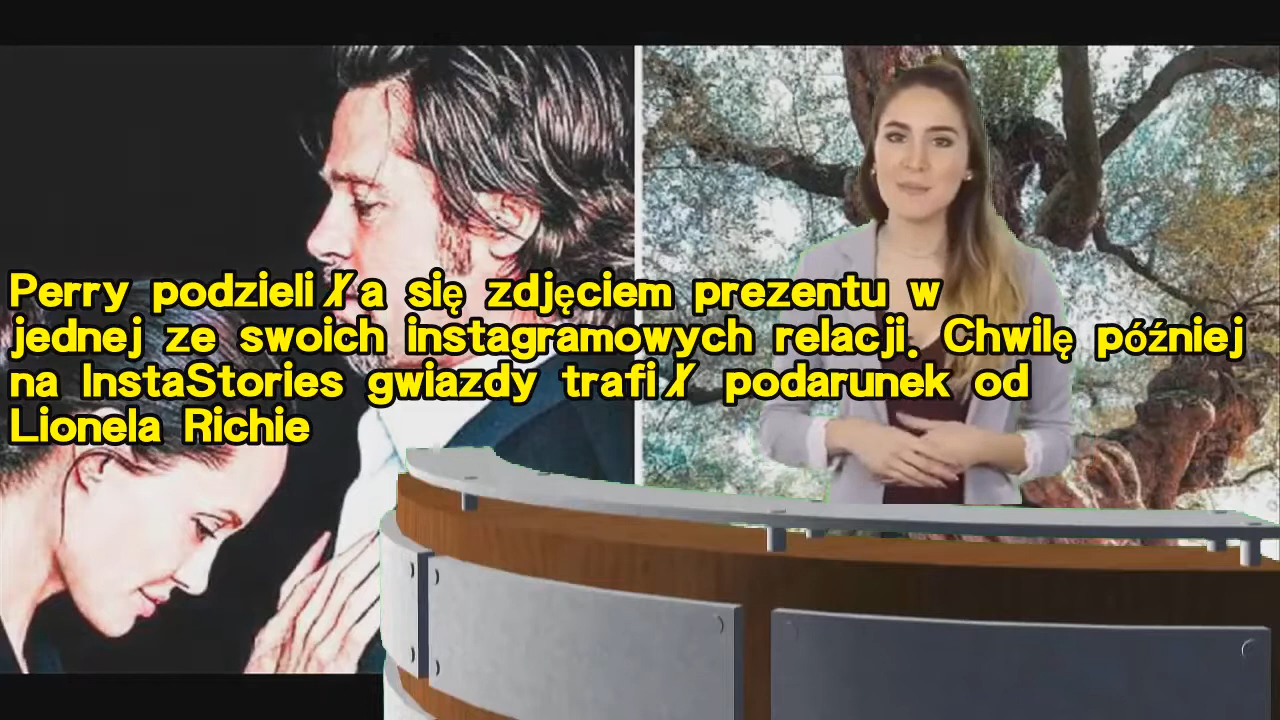 Perry podzieliła się zdjęciem prezentu w
jednej ze swoich instagramowych relacji. Chwilę później
na InstaStories gwiazdy trafił podarunek od
Lionela Richie